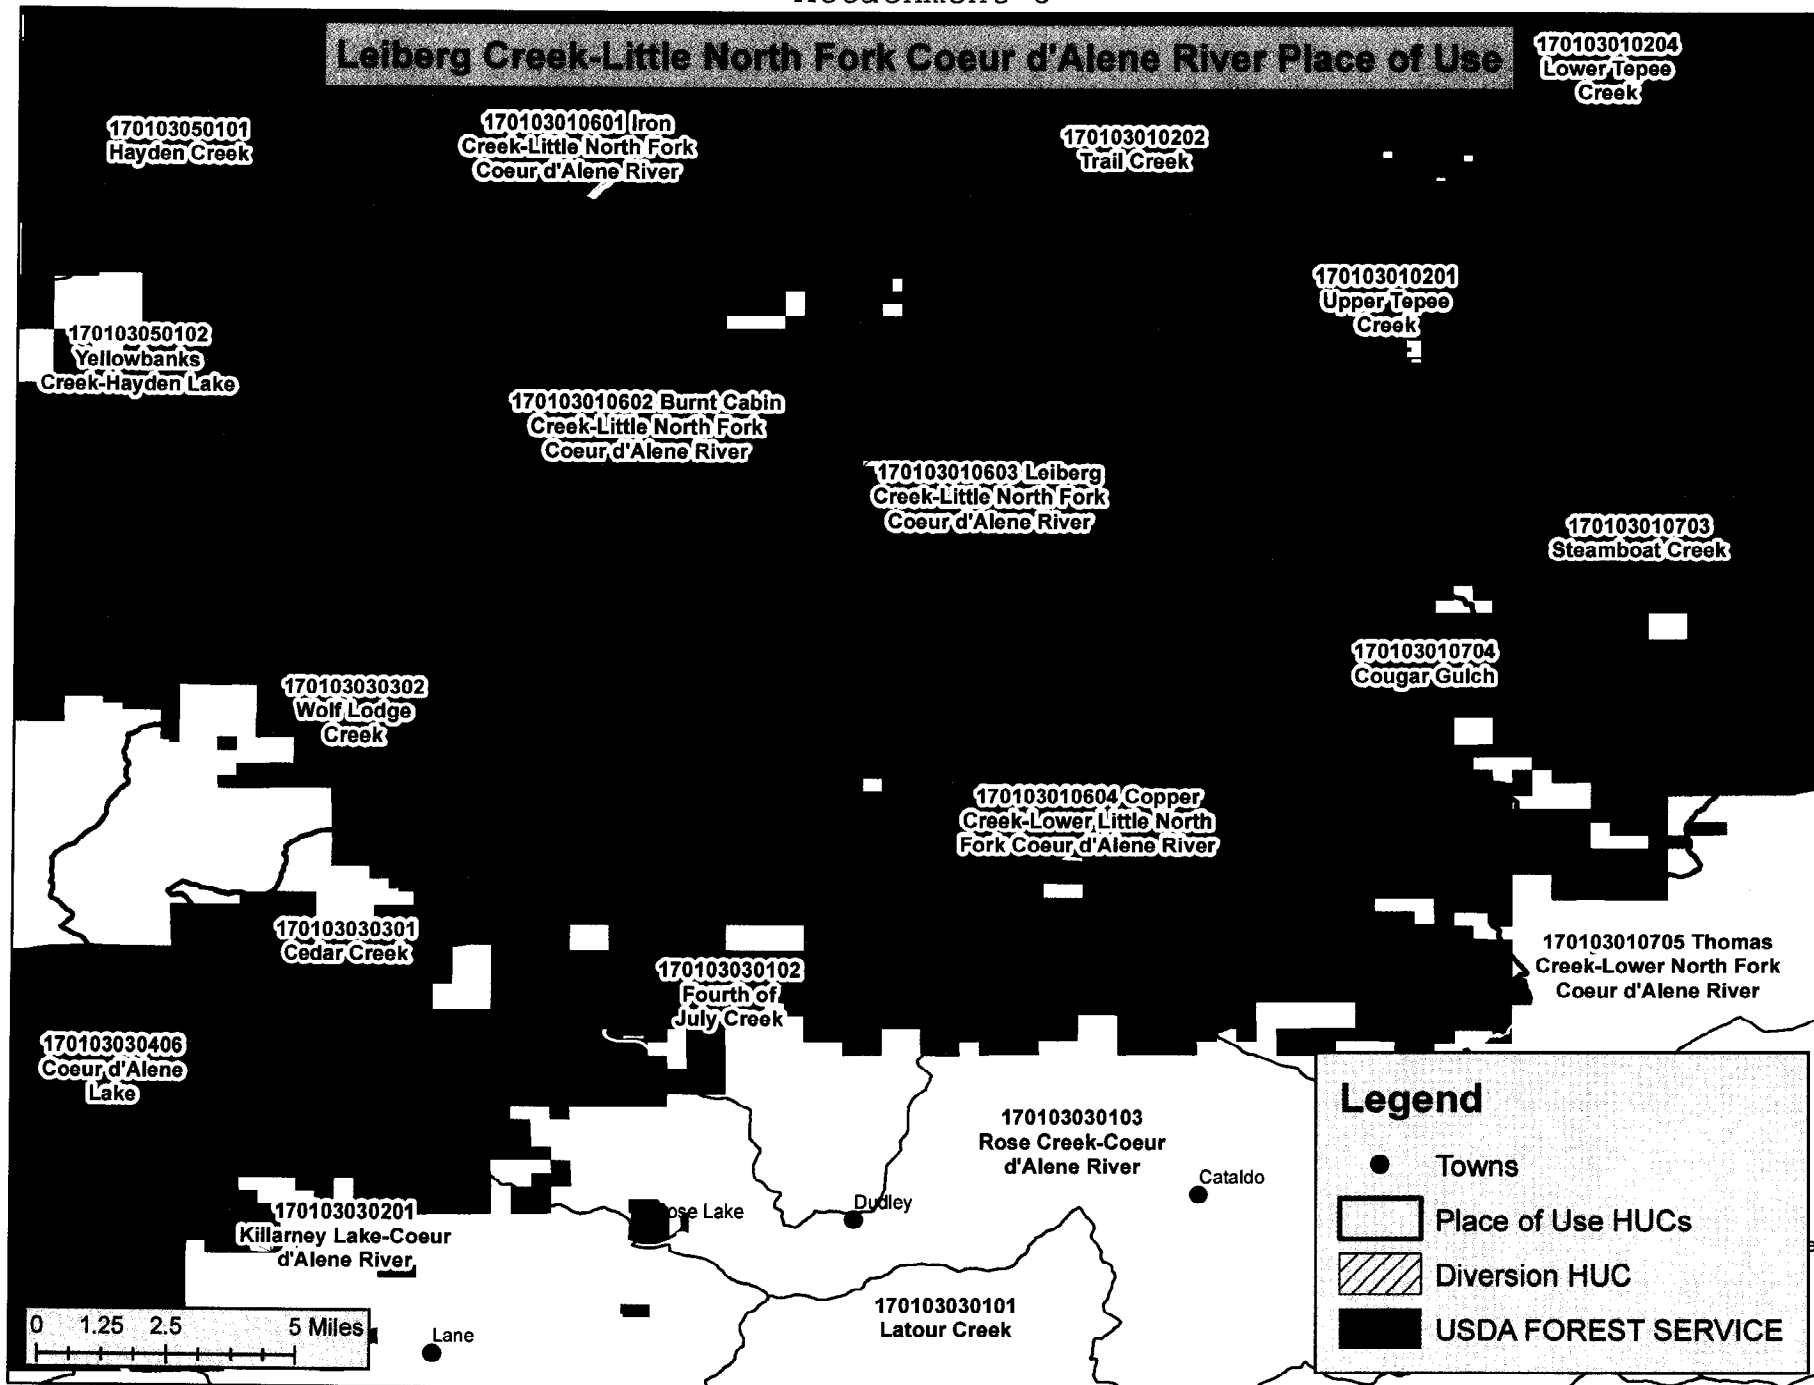 Leiberg Creek-Little North Fork Coeur d'Alene River Place of Use
170103010204
Lower Tepee
Creek
170103050101
Hayden Creek
170103010601 Iron
Creek-Little North Fork
Coeur d'Alene River
170103010202
Trail Creek
170103010201
Upper Tepee
Creek
170103050102
Yellowbanks
Creek-Hayden Lake
170103010602 Burnt Cabin
Creek-Little North Fork
Coeur d'Alene River
170103010603 Leiberg
Creek-Little North Fork
Coeur d'Alene River
170103010703
Steamboat Creek
170103010704
Cougar Gulch
170103030302
Wolf Lodge
Creek
170103010604 Copper
Creek-Lower Little North
Fork Coeur d'Alene River
170103030301
Cedar Creek
170103030102
Fourth of
July Creek
170103010705 Thomas
Creek-Lower North Fork
Coeur d'Alene River
170103030406
Coeur d'Alene
Lake
170103030103
Rose Creek-Coeur
d'Alene River
Cataldo
Dudley
Lake
170103030201
Killarney Lake-Coeur
d'Alene River
170103030101
Latour Creek
Lane
0 1.25 2.5 5 Miles
Legend
Towns
Place of Use HUCs
Diversion HUC
USDA FOREST SERVICE